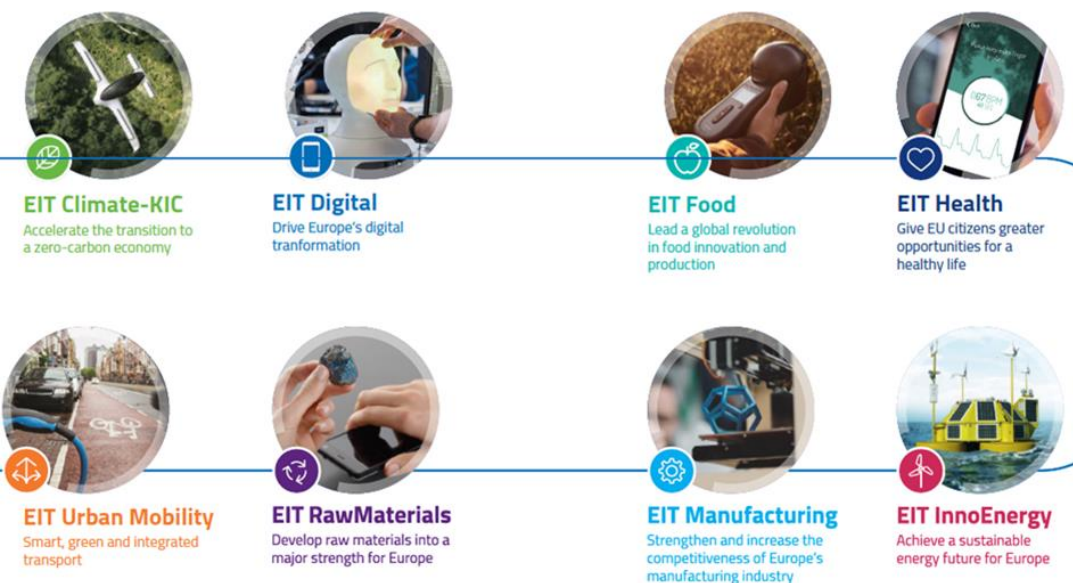 EIT Climate-KIC
Accelerate the transition to
a zero-carbon economy
EIT Digital
Drive Europe's digital
tranformation
EIT Food
Lead a global revolution
in food innovation and
production
EIT Health
Give EU citizens greater
opportunities for a
healthy life
EIT Urban Mobility
Smart, green and integrated
transport
EIT RawMaterials
Develop raw materials into a
major strength for Europe
EIT Manufacturing
Strengthen and increase the
competitiveness of Europe's
manufacturing industry
EIT InnoEnergy
Achieve a sustainable
energy future for Europe